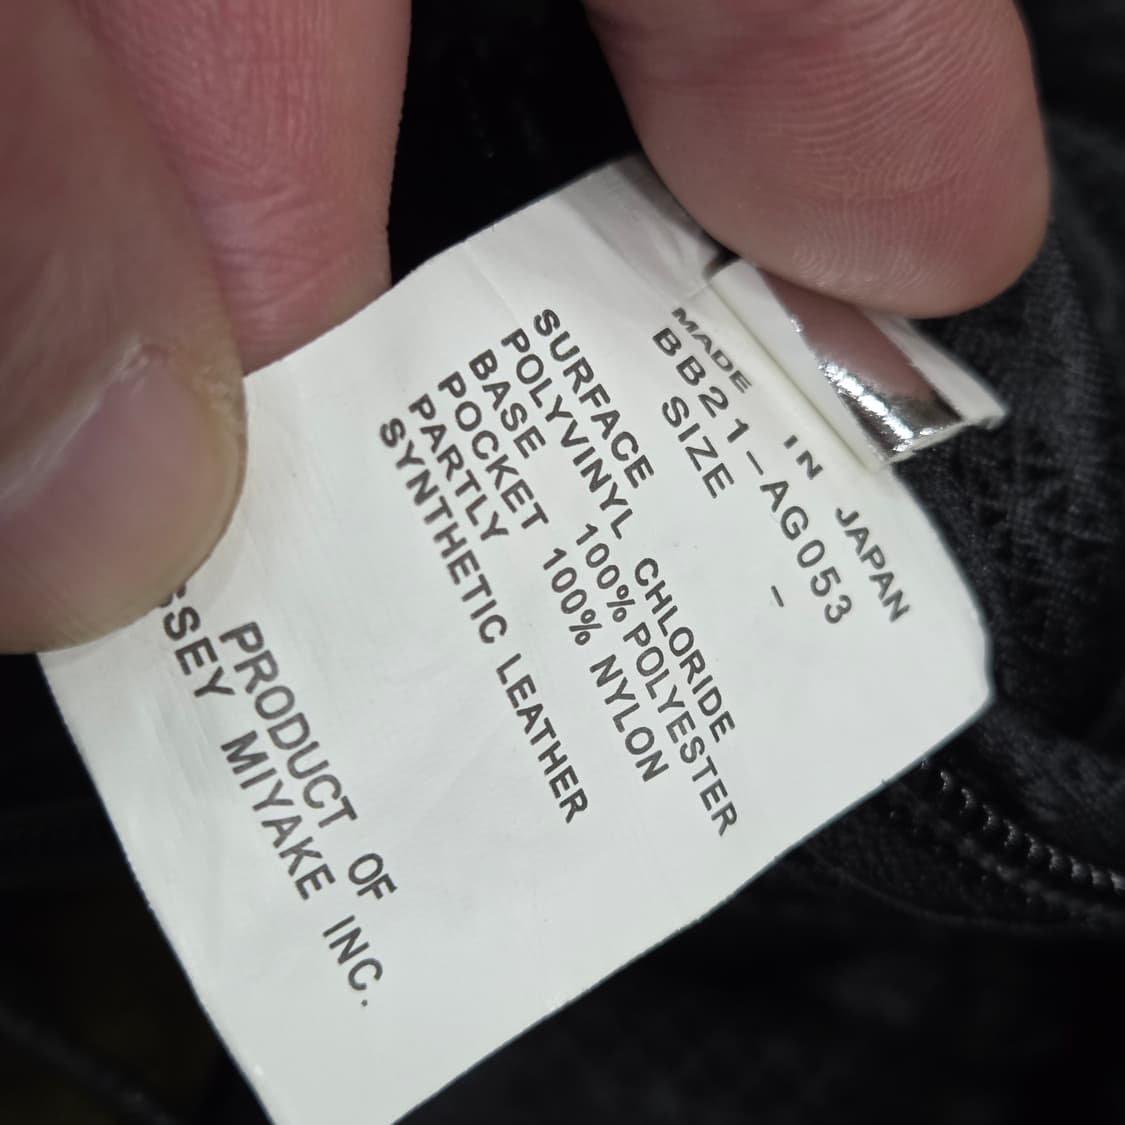 MADE IN JAPAN
BB21-AG053
SIZE -
SURFACE
POLYVINYL CHLORIDE
BASE 100% POLYESTER
POCKET 100% NYLON
PARTLY
SYNTHETIC LEATHER
PRODUCT OF
SSEY MIYAKE INC.